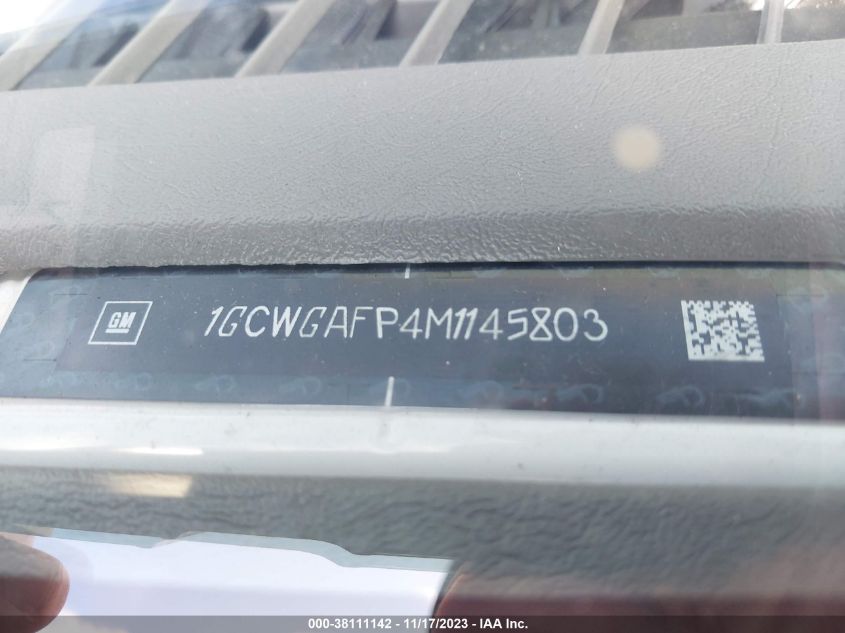 GM 1GCWGAFP4M1145803
000-38111142 - 11/17/2023 - IAA Inc.